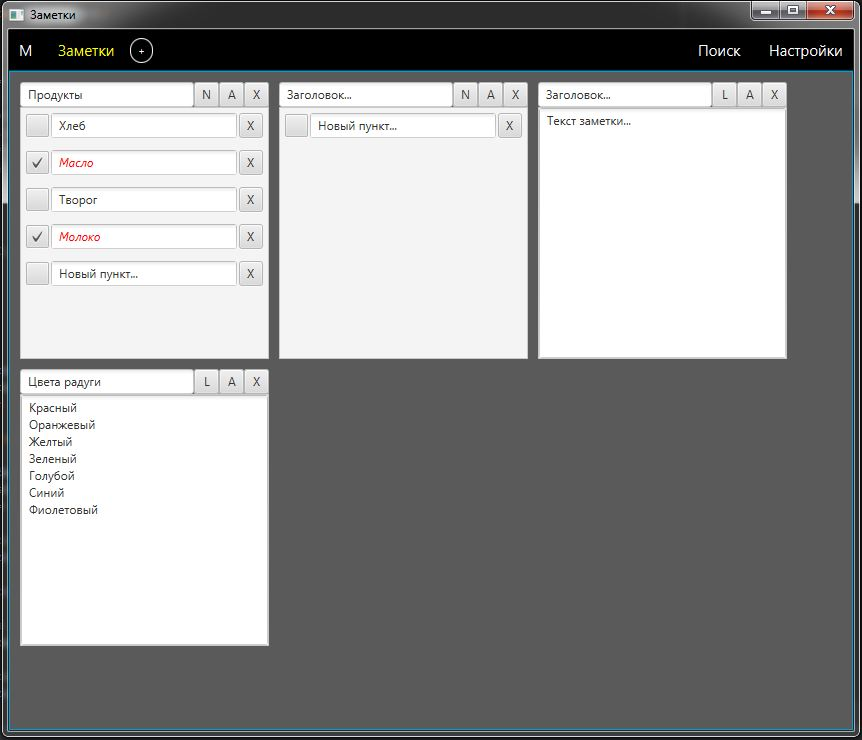 Заметки
М Заметки + Поиск Настройки
Продукты N A X
Хлеб X
Масло X
Творог X
Молоко X
Новый пункт... X
Заголовок... N A X
Новый пункт... X
Заголовок... L A X
Текст заметки...
Цвета радуги L A X
Красный
Оранжевый
Желтый
Зеленый
Голубой
Синий
Фиолетовый